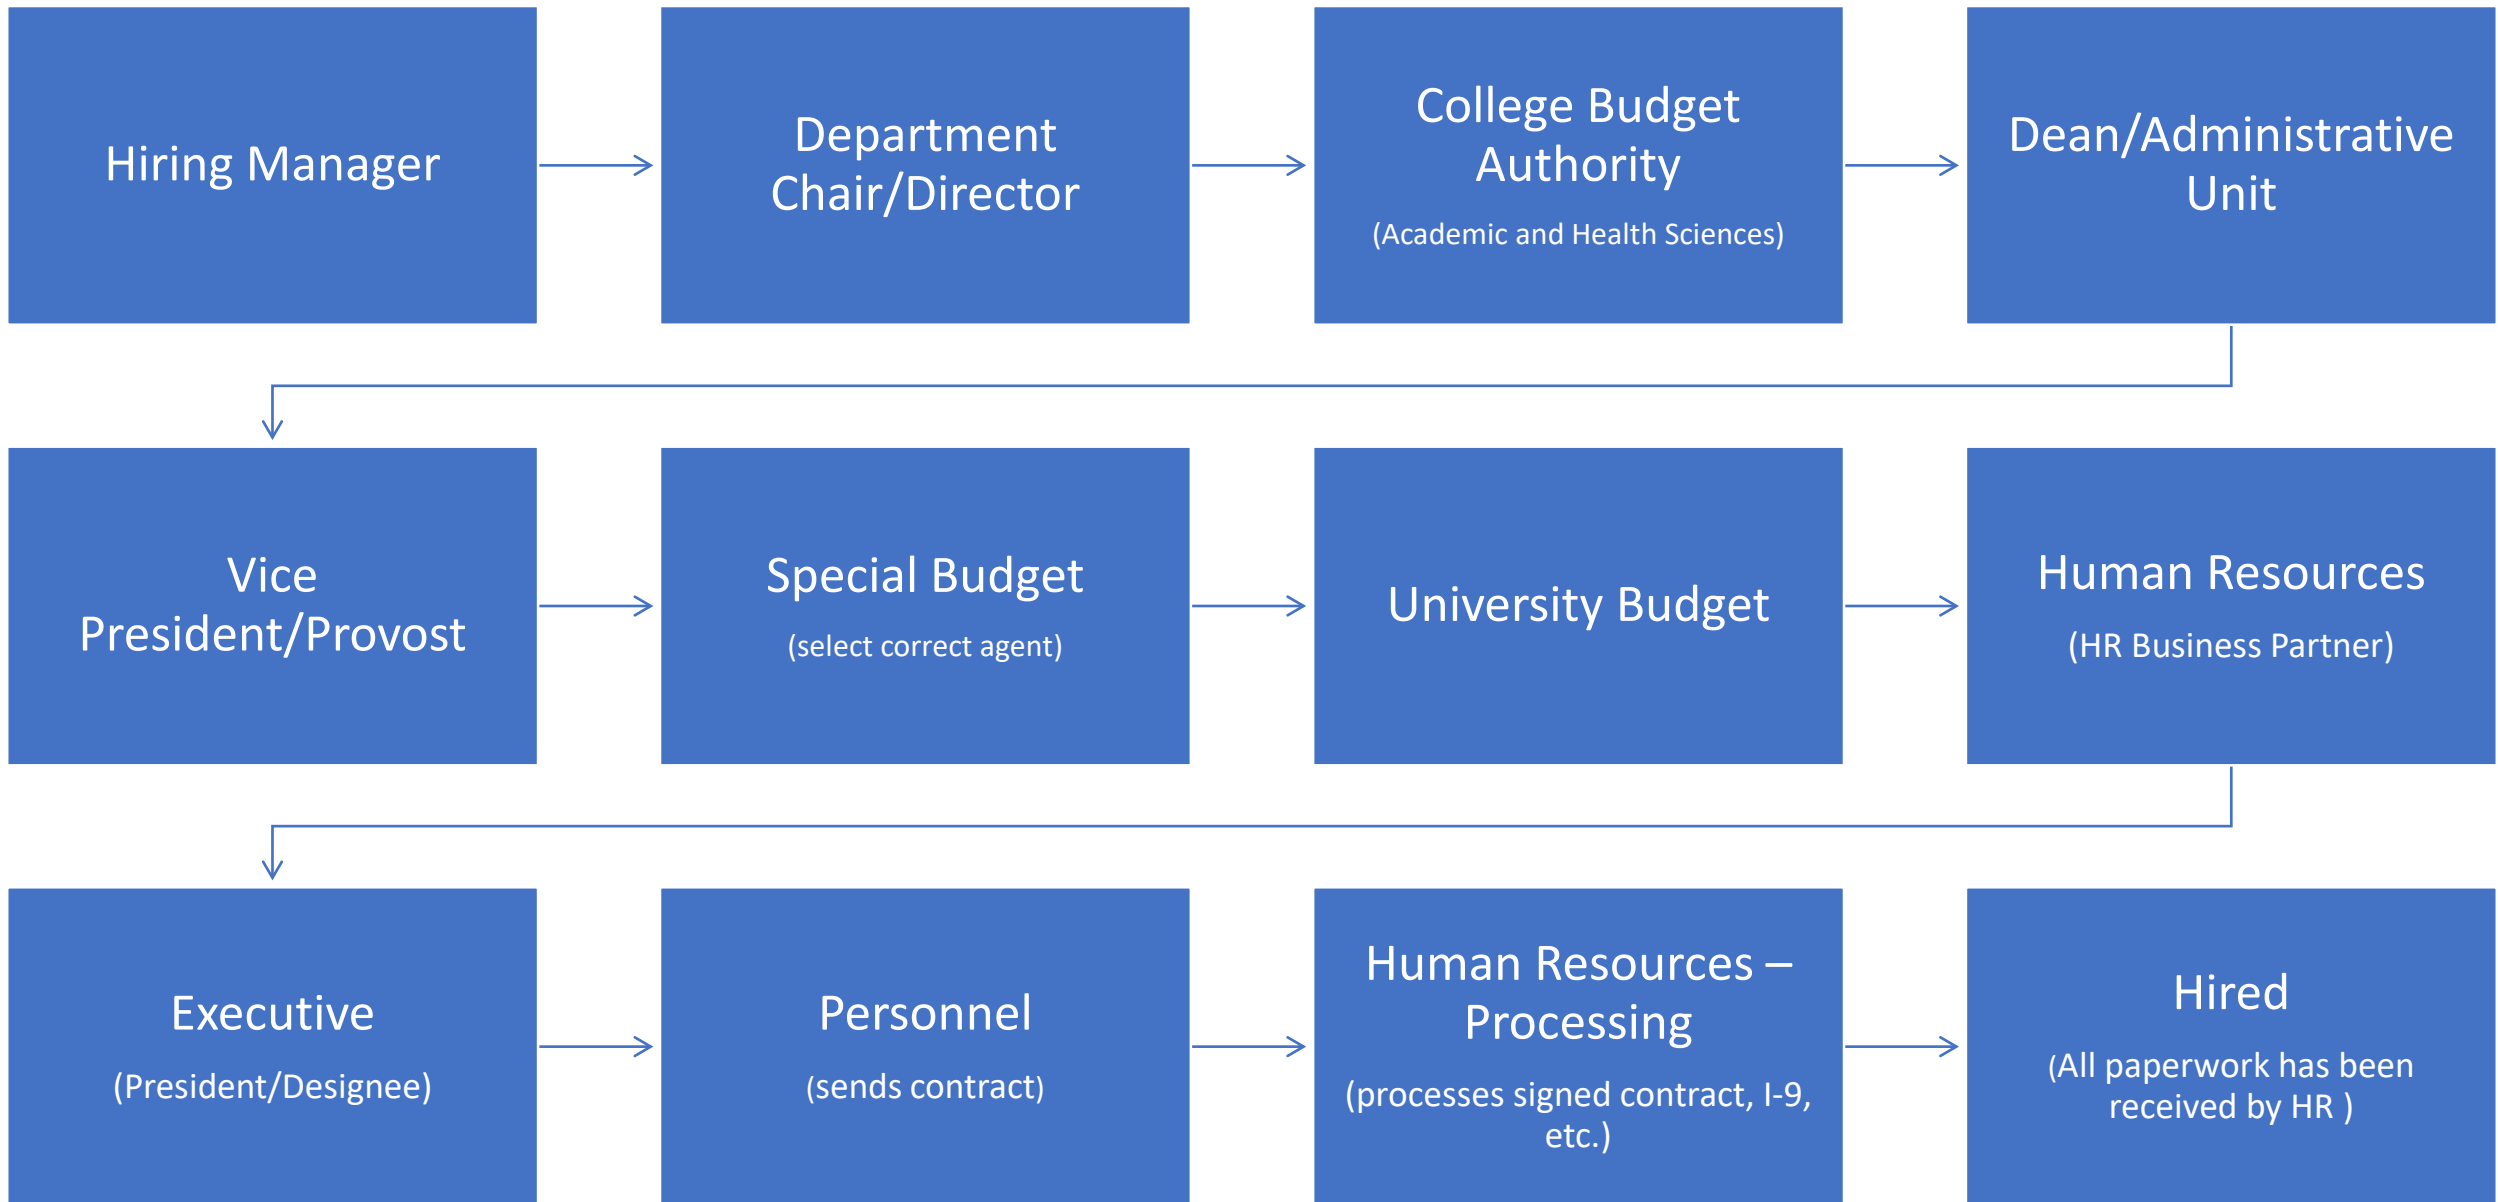 Hiring Manager
Department
Chair/Director
College Budget
Authority
(Academic and Health Sciences)
Dean/Administrative
Unit
Vice
President/Provost
Special Budget
(select correct agent)
University Budget
Human Resources
(HR Business Partner)
Executive
(President/Designee)
Personnel
(sends contract)
Human Resources –
Processing
(processes signed contract, I-9,
etc.)
Hired
(All paperwork has been
received by HR )